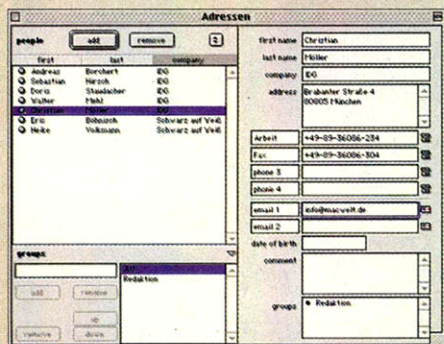 Adressen
people
add
remove
first last company
Andreas Borchert IDG
Sebastian Hirsch IDG
Doris Staudacher IDG
Walter Mehl IDG
Christian Möller IDG
Eric Schwarz auf Weiß
Heike Volkmann Schwarz auf Weiß
groups
add
remove
remove
up
down
All
Redaktion
first name Christian
last name Möller
company IDG
address Brabanter Straße 4
80805 München
Arbeit +49-89-36086-234
Fax +49-89-36086-304
phone 3
phone 4
email 1 info@macwelt.de
email 2
date of birth
comment
groups
Redaktion